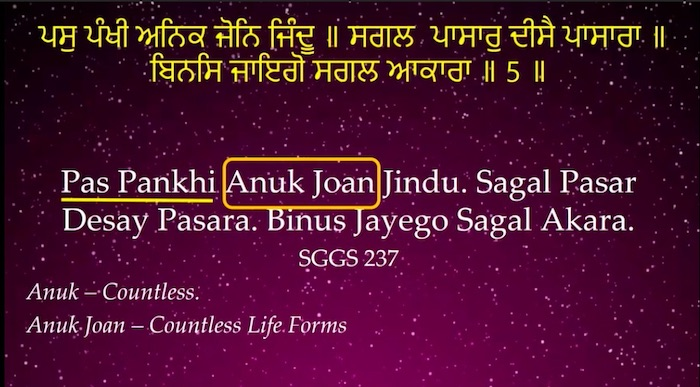 ਪਸੁ ਪੰਖੀ ਅਨਿਕ ਜੋਨਿ ਜਿੰਦੂ ॥ ਸਗਲ ਪਾਸਾਰੁ ਦੀਸੈ ਪਾਸਾਰਾ ॥
ਬਿਨਸਿ ਜਾਇਗੋ ਸਗਲ ਆਕਾਰਾ ॥ 5 ॥
Pas Pankhi Anuk Joan Jindu. Sagal Pasar
Desay Pasara. Binus Jayego Sagal Akara.
SGGS 237
Anuk – Countless.
Anuk Joan – Countless Life Forms